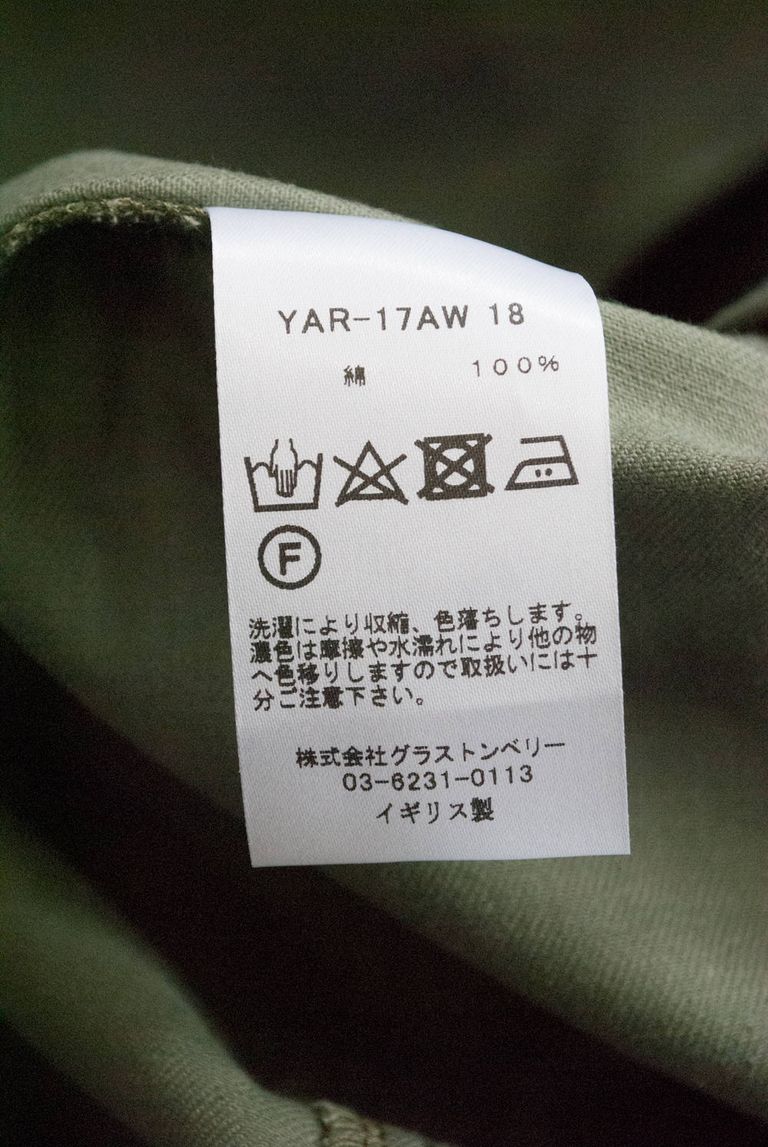 YAR-17AW 18
綿 100%
F
洗濯により収縮、色落ちします。
濃色は摩擦や水濡れにより他の物
へ色移りしますので取扱いには十
分ご注意下さい。
株式会社グラストンベリー
03-6231-0113
イギリス製